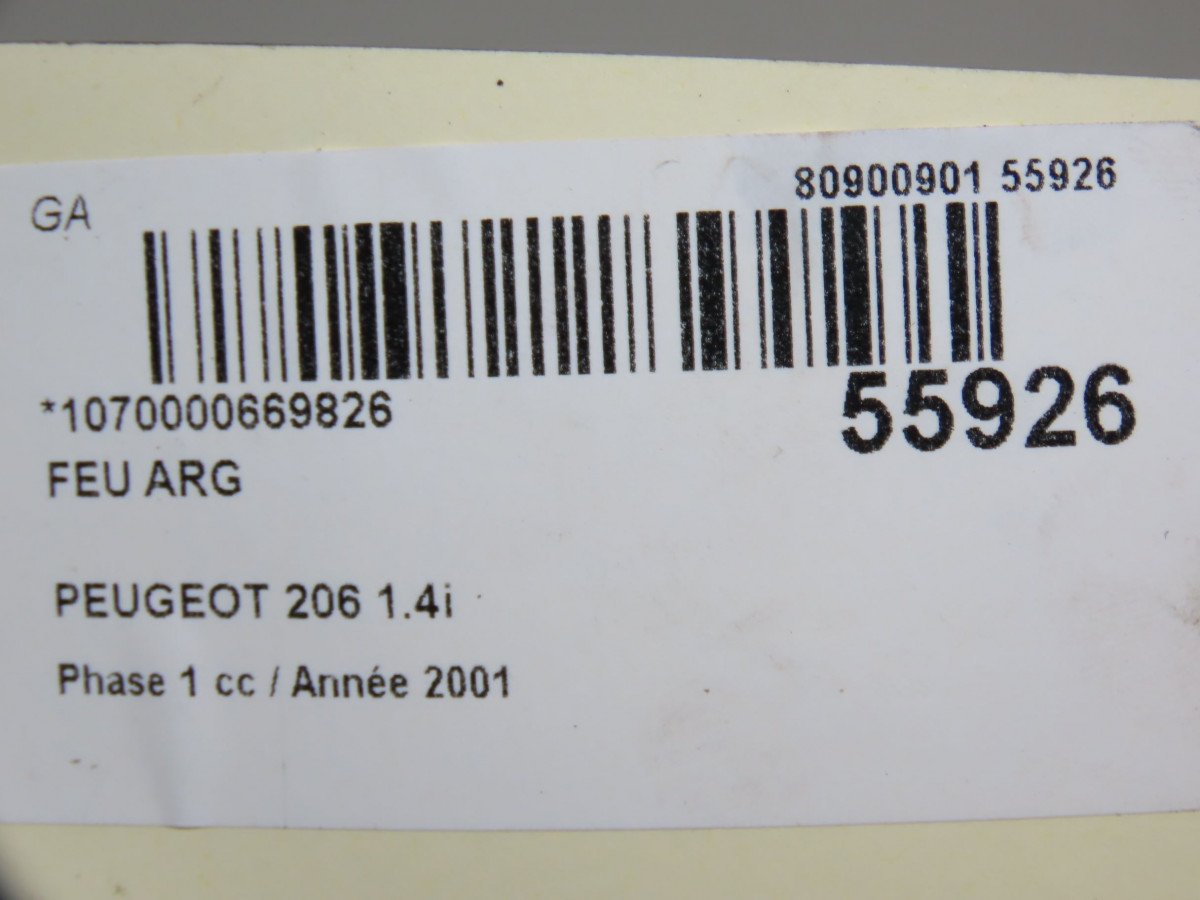 80900901 55926
GA
*1070000669826
55926
FEU ARG
PEUGEOT 206 1.4i
Phase 1 cc / Année 2001